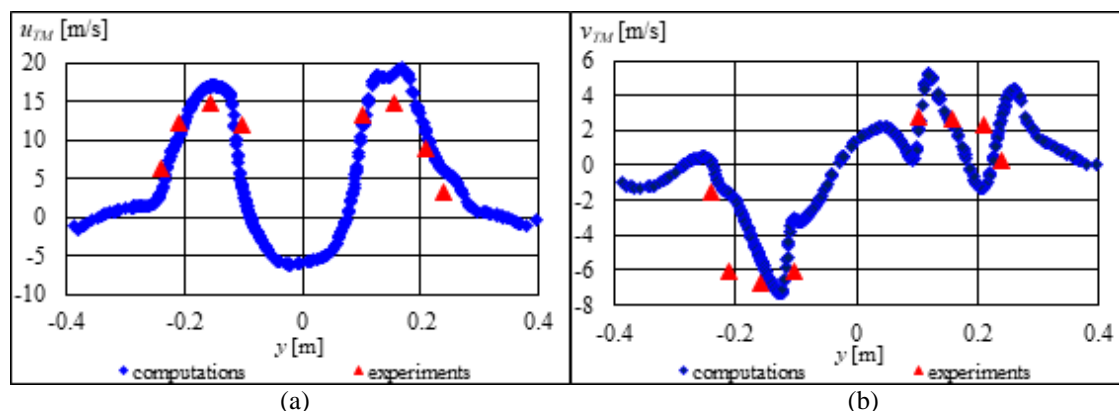 u_TM [m/s]
20
15
10
5
0
-5
-10
-0.4 -0.2 0 0.2 0.4
y [m]
computations experiments
(a)
v_TM [m/s]
6
4
2
0
-2
-4
-6
-8
-0.4 -0.2 0 0.2 0.4
y [m]
computations experiments
(b)